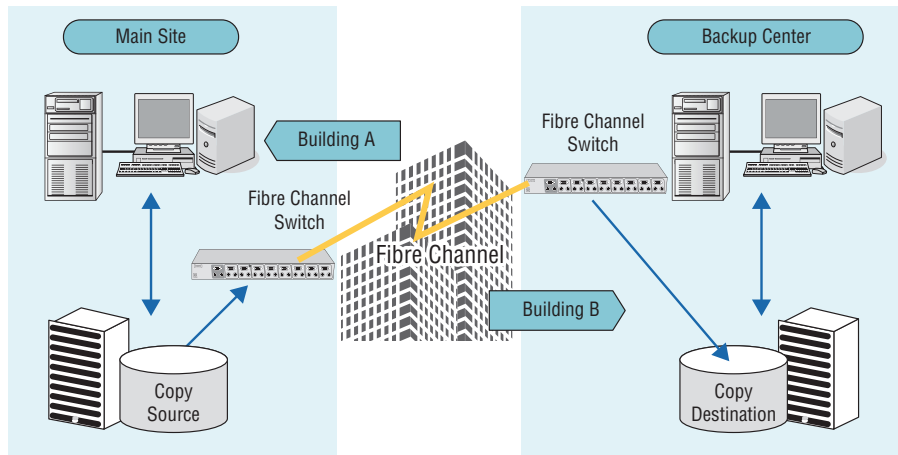 Main Site
Backup Center
Building A
Fibre Channel
Switch
Fibre Channel
Switch
Fibre Channel
Building B
Copy
Source
Copy
Destination